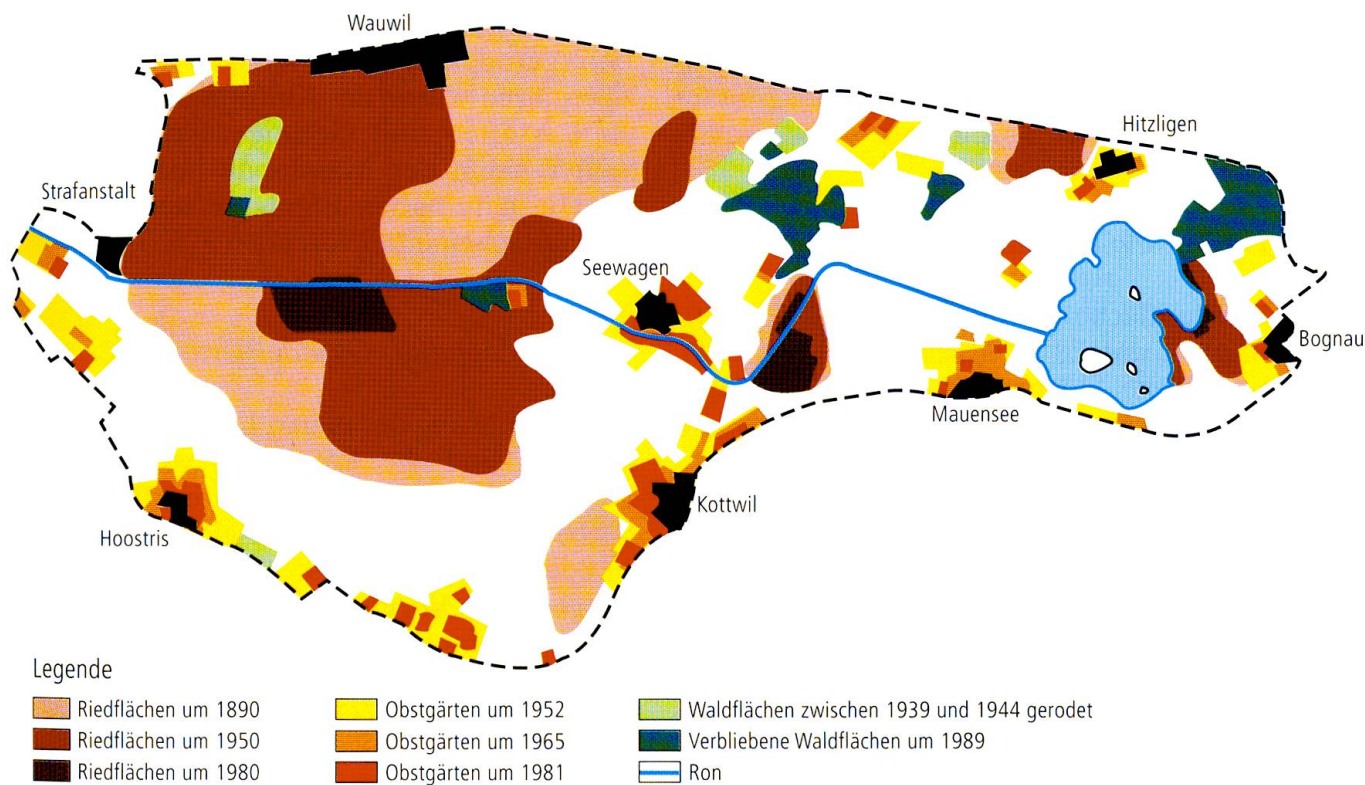 Wauwil
Hitzligen
Strafanstalt
Seewagen
Bognau
Mauensee
Kottwil
Hoostris
Legende
Riedflächen um 1890
Riedflächen um 1950
Riedflächen um 1980
Obstgärten um 1952
Obstgärten um 1965
Obstgärten um 1981
Waldflächen zwischen 1939 und 1944 gerodet
Verbliebene Waldflächen um 1989
Ron